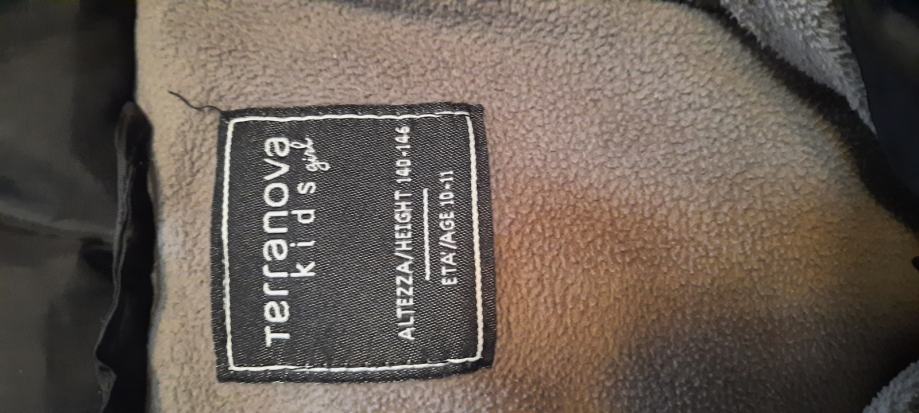 Terranova
kids girl
ALTEZZA/HEIGHT 140-146
ETA'/AGE 10-11